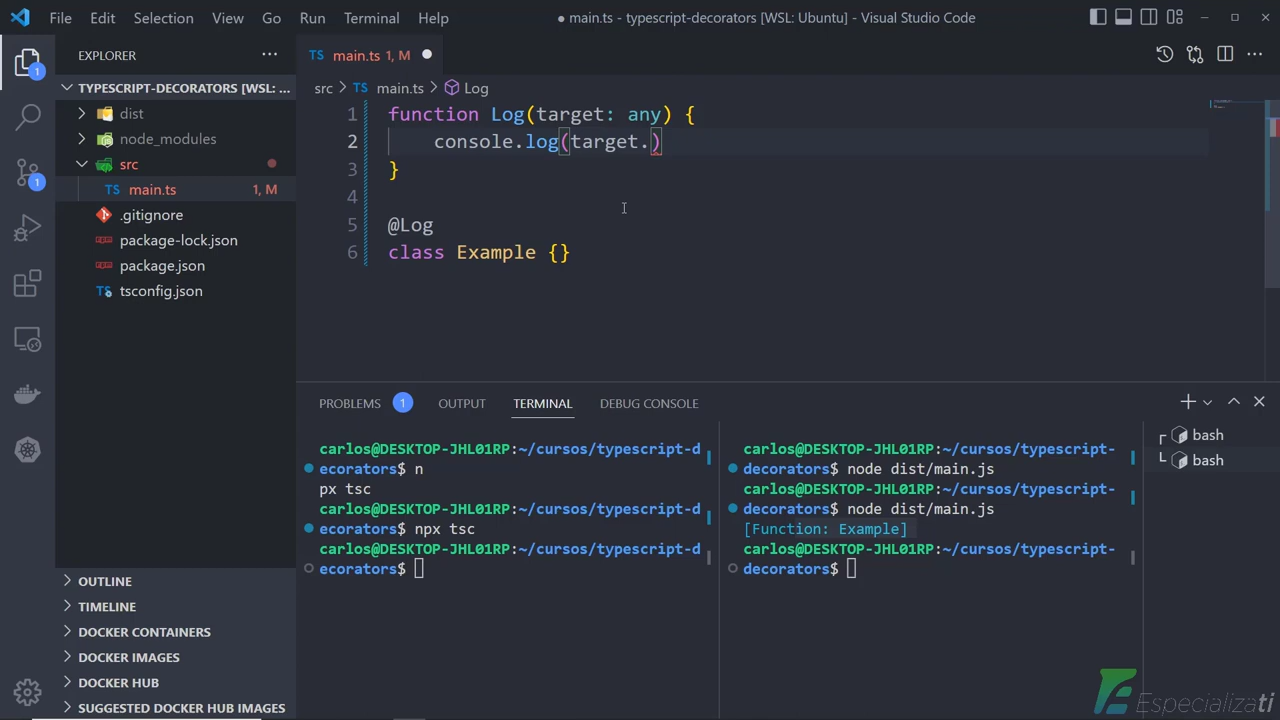 File Edit Selection View Go Run Terminal Help
● main.ts - typescript-decorators [WSL: Ubuntu] - Visual Studio Code
EXPLORER
TYPESCRIPT-DECORATORS [WSL: ...
dist
node_modules
src
TS main.ts 1, M
.gitignore
package-lock.json
package.json
TS tsconfig.json
OUTLINE
TIMELINE
DOCKER CONTAINERS
DOCKER IMAGES
DOCKER HUB
SUGGESTED DOCKER HUB IMAGES
1
1
TS main.ts 1, M
src > TS main.ts > Log
1 function Log(target: any) {
2 console.log(target.)
3 }
4
5 @Log
6 class Example {}
PROBLEMS 1 OUTPUT TERMINAL DEBUG CONSOLE
carlos@DESKTOP-JHL01RP:~/cursos/typescript-d
ecorators$ n
px tsc
carlos@DESKTOP-JHL01RP:~/cursos/typescript-d
ecorators$ npx tsc
carlos@DESKTOP-JHL01RP:~/cursos/typescript-d
ecorators$
carlos@DESKTOP-JHL01RP:~/cursos/typescript-
decorators$ node dist/main.js
carlos@DESKTOP-JHL01RP:~/cursos/typescript-
decorators$ node dist/main.js
[Function: Example]
carlos@DESKTOP-JHL01RP:~/cursos/typescript-
decorators$
bash
bash
EspecializaTi